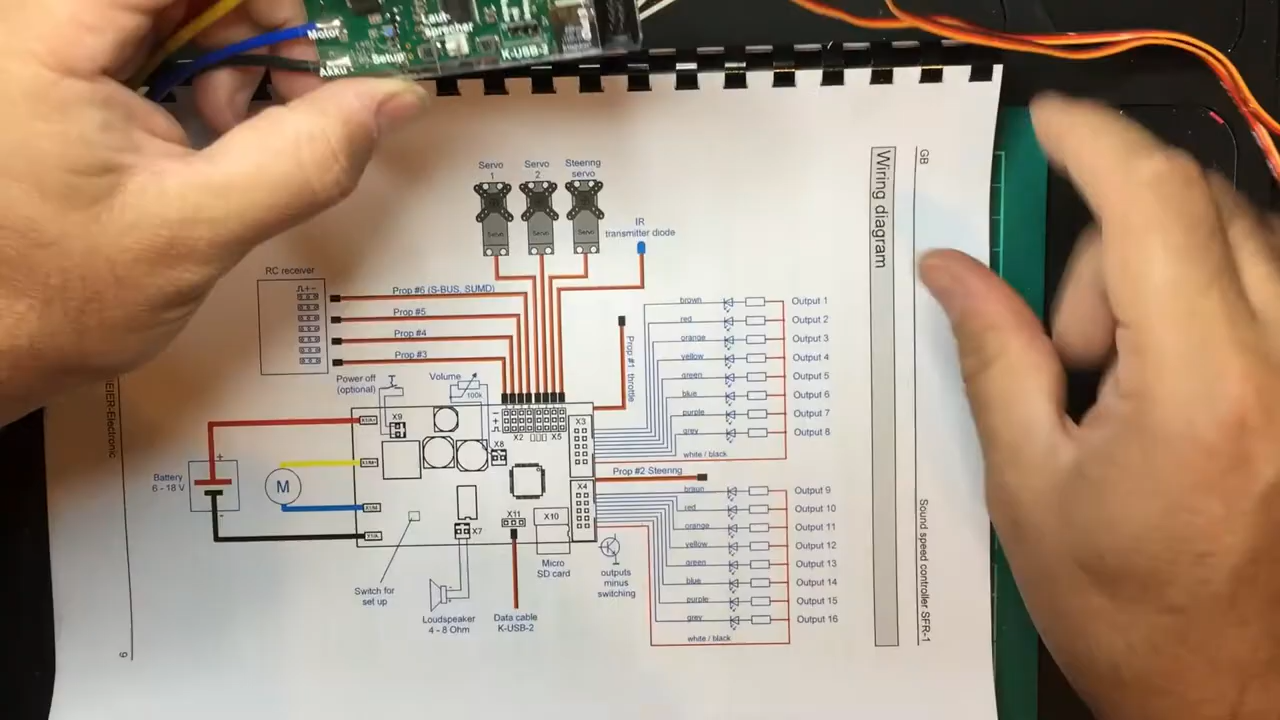 Motor
Akku
Setup
Laut-
sprecher
K-USB-2
GB
Wiring diagram
Sound speed controller SFR-1
EIER-Electronic
9
Servo
1
Servo
2
Steering
servo
Servo
Servo
Servo
IR
transmitter diode
RC receiver
Prop #6 (S-BUS, SUMD)
Prop #5
Prop #4
Prop #3
Prop #1 throttle
Power off
(optional)
Volume
100k
X9
X2
X5
X8
X3
X4
X7
X11
X10
Battery
6 - 18 V
+
-
M
Switch for
set up
Loudspeaker
4 - 8 Ohm
Data cable
K-USB-2
Micro
SD card
outputs
minus
switching
Prop #2 Steering
brown Output 1
red Output 2
orange Output 3
yellow Output 4
green Output 5
blue Output 6
purple Output 7
grey Output 8
white / black
braun Output 9
red Output 10
orange Output 11
yellow Output 12
green Output 13
blue Output 14
purple Output 15
grey Output 16
white / black